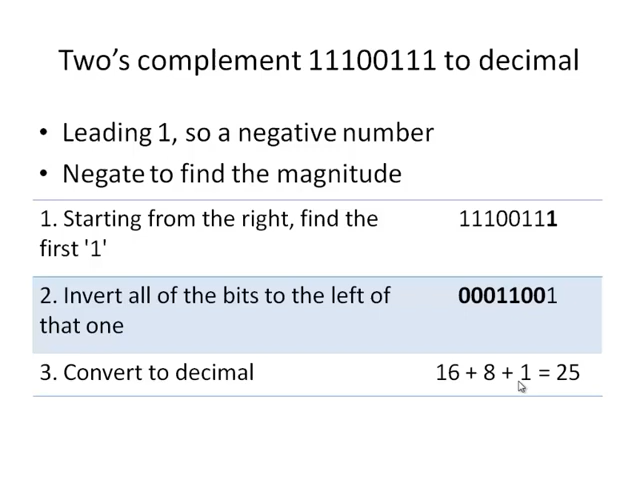 Two’s complement 11100111 to decimal
• Leading 1, so a negative number
• Negate to find the magnitude
1. Starting from the right, find the
first '1'
11100111
2. Invert all of the bits to the left of
that one
00011001
3. Convert to decimal
16 + 8 + 1 = 25